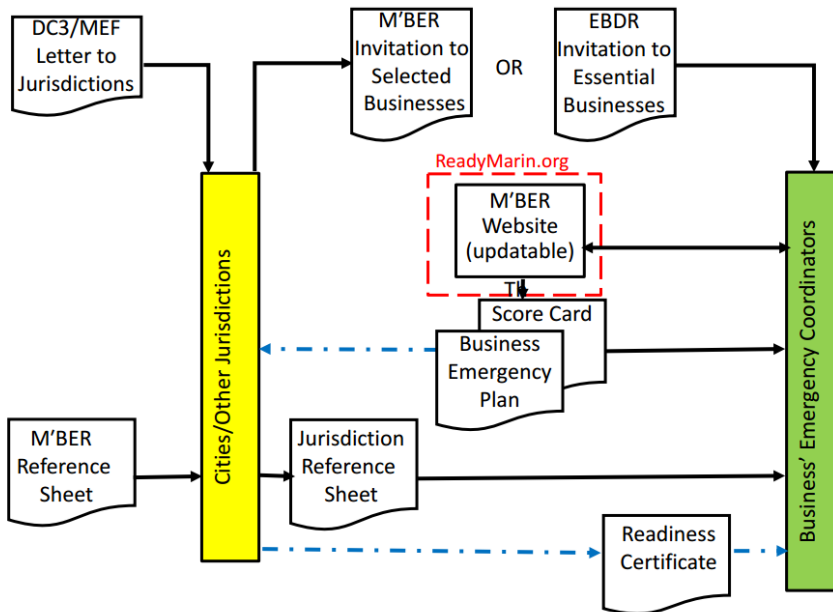 DC3/MEF
Letter to
Jurisdictions
M'BER
Invitation to
Selected
Businesses
OR
EBDR
Invitation to
Essential
Businesses
ReadyMarin.org
M'BER
Website
(updatable)
Th
Score Card
Business
Emergency
Plan
Cities/Other Jurisdictions
Business' Emergency Coordinators
M'BER
Reference
Sheet
Jurisdiction
Reference
Sheet
Readiness
Certificate